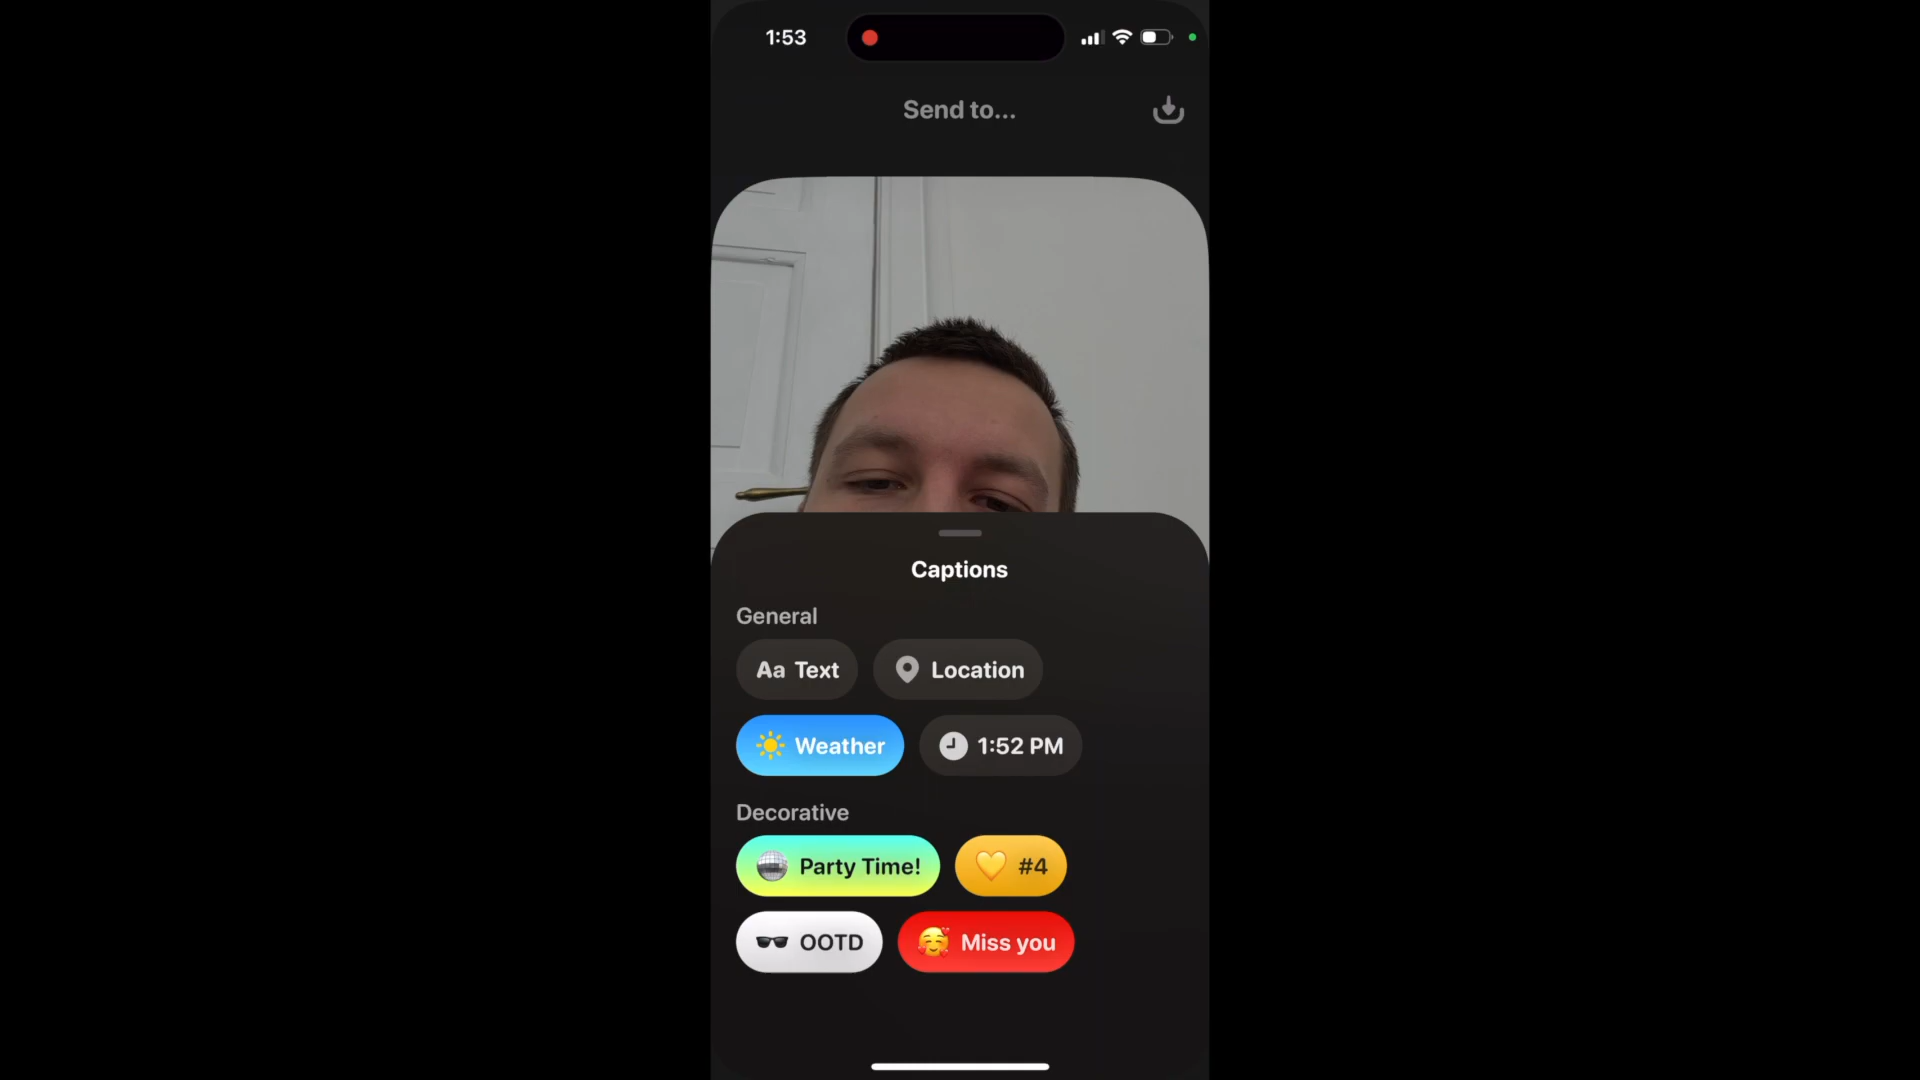 1:53
Send to...
Captions
General
Aa Text
Location
Weather
1:52 PM
Decorative
Party Time!
#4
OOTD
Miss you